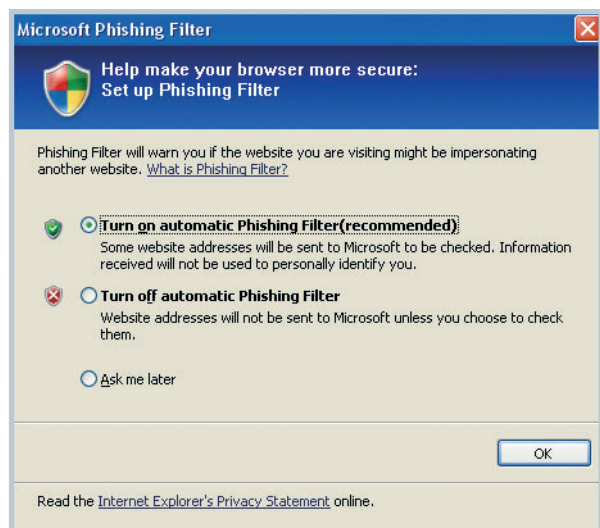 Microsoft Phishing Filter
Help make your browser more secure:
Set up Phishing Filter
Phishing Filter will warn you if the website you are visiting might be impersonating
another website. What is Phishing Filter?
Turn on automatic Phishing Filter(recommended)
Some website addresses will be sent to Microsoft to be checked. Information
received will not be used to personally identify you.
Turn off automatic Phishing Filter
Website addresses will not be sent to Microsoft unless you choose to check
them.
Ask me later
OK
Read the Internet Explorer's Privacy Statement online.